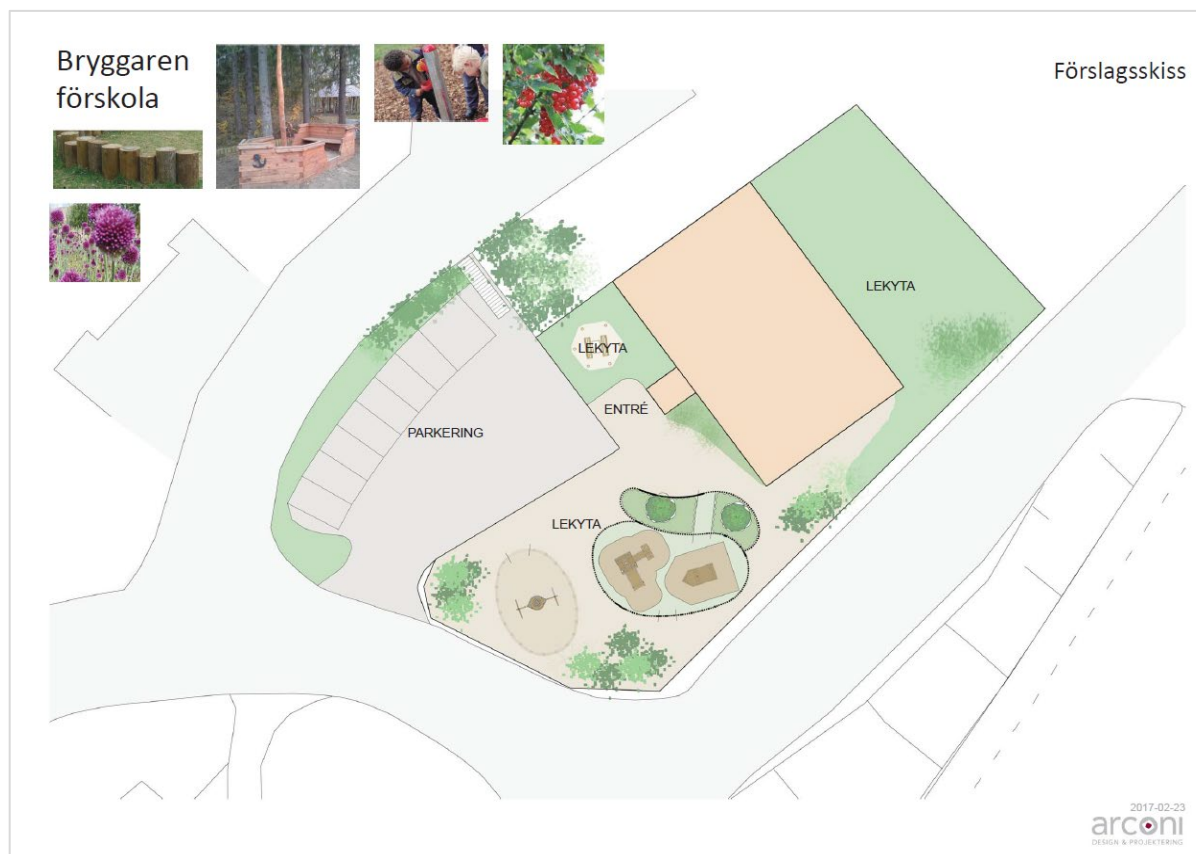 Bryggaren
förskola
Förslagsskiss
LEKYTA
LEKYTA
ENTRÉ
PARKERING
LEKYTA
2017-02-23
arconi
DESIGN & PROJEKTERING